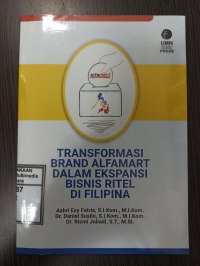 UMN
PRESS
TRANSFORMASI
BRAND ALFAMART
DALAM EKSPANSI
BISNIS RITEL
DI FILIPINA
Ashri Esy Fatria, S.I.Kom., M.I.Kom.
Dr. Daniel Susilo, S.I.Kom., M.I.Kom.
Dr. Rismi Juliadi, S.T., M.Si.